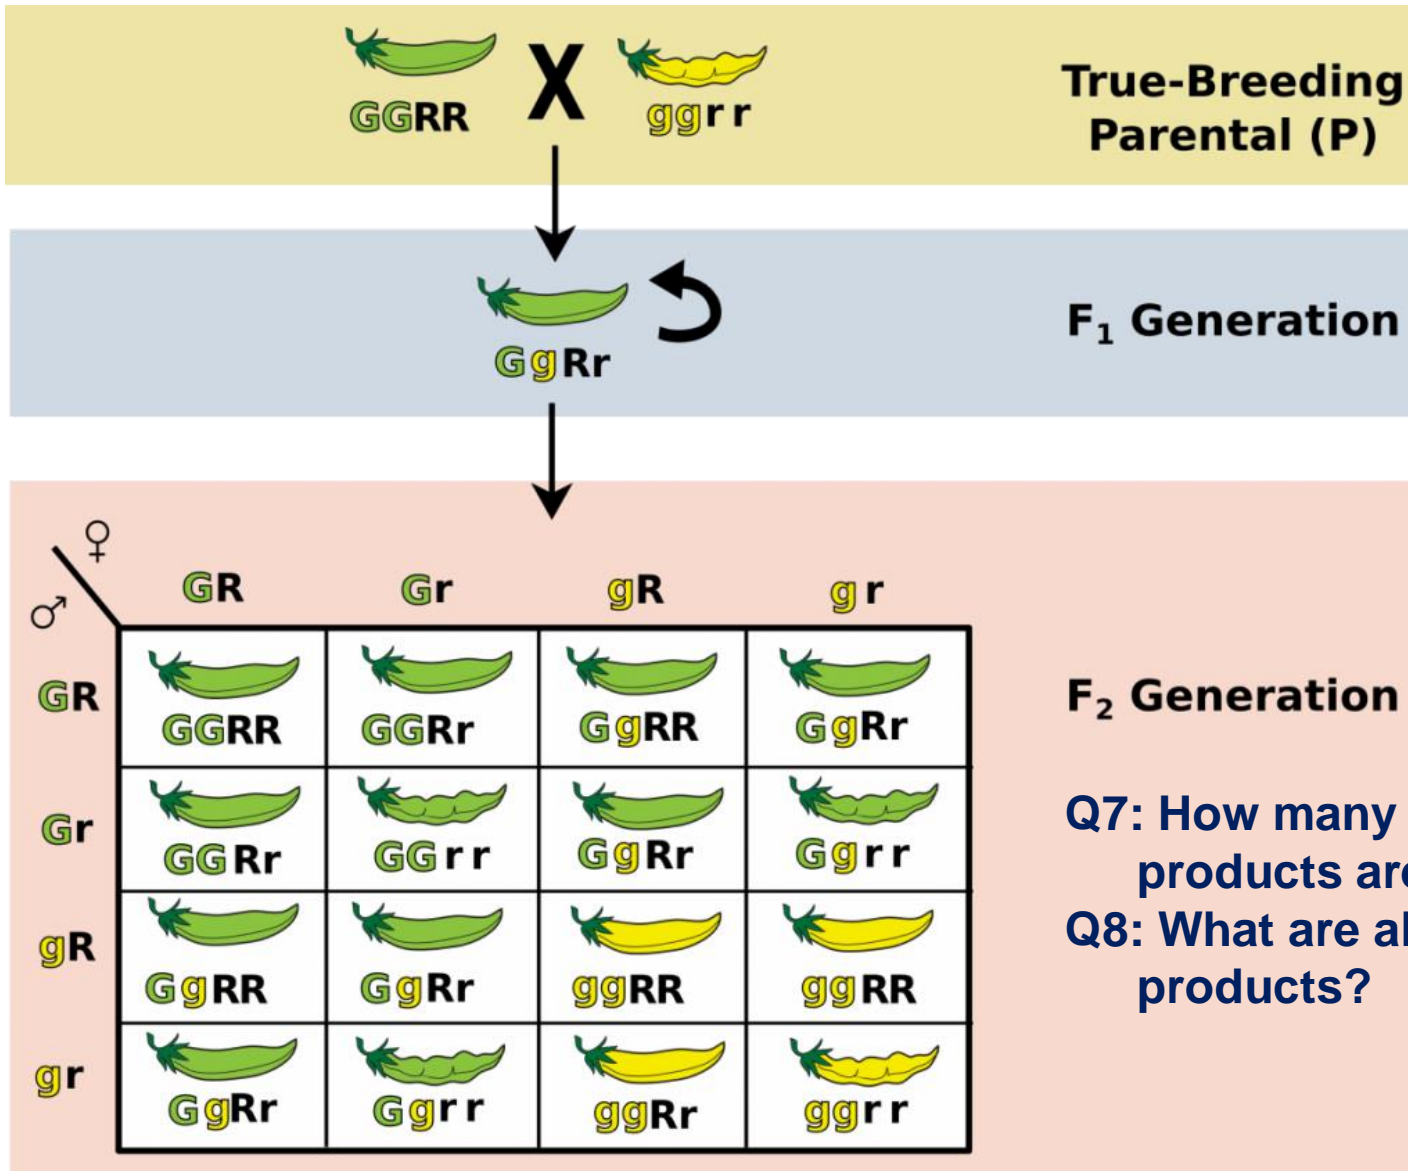 GGRR X ggrr
True-Breeding
Parental (P)
GgRr
F₁ Generation
♀
♂
GR Gr gR gr
GR GGRR GGRr GgRR GgRr
F₂ Generation
Gr GGRr GGrr GgRr Ggrr
Q7: How many
products
Q8: What are
products?
gR GgRR GgRr ggRR ggRR
gr GgRr Ggrr ggRr ggrr